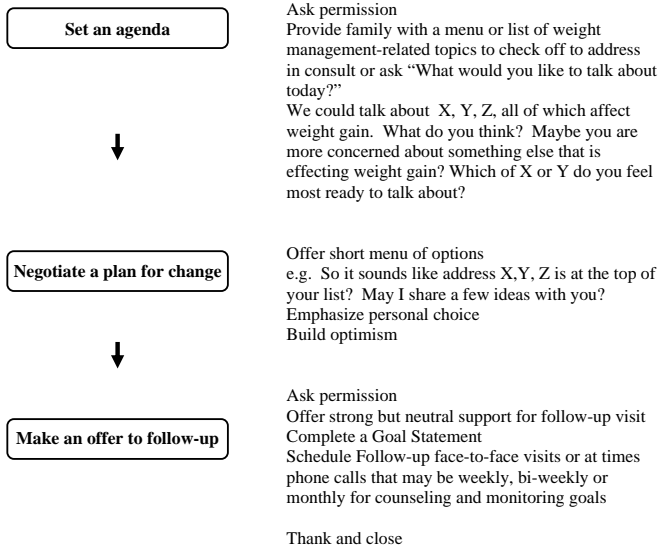 Set an agenda
Ask permission
Provide family with a menu or list of weight
management-related topics to check off to address
in consult or ask “What would you like to talk about
today?”
We could talk about  X, Y, Z, all of which affect
weight gain.  What do you think?  Maybe you are
more concerned about something else that is
effecting weight gain? Which of X or Y do you feel
most ready to talk about?
Negotiate a plan for change
Offer short menu of options
e.g.  So it sounds like address X,Y, Z is at the top of
your list?  May I share a few ideas with you?
Emphasize personal choice
Build optimism
Make an offer to follow-up
Ask permission
Offer strong but neutral support for follow-up visit
Complete a Goal Statement
Schedule Follow-up face-to-face visits or at times
phone calls that may be weekly, bi-weekly or
monthly for counseling and monitoring goals
Thank and close